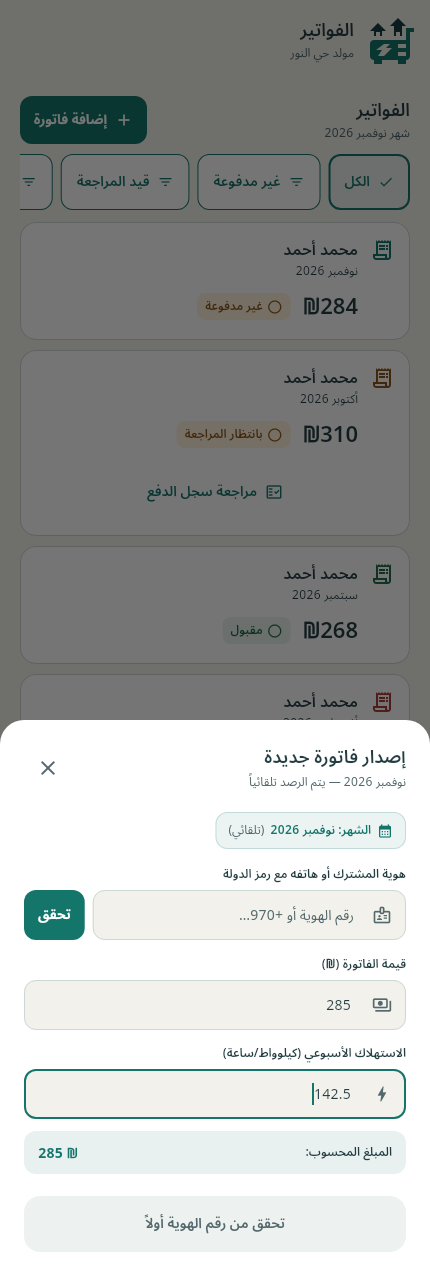 الفواتير
مولد حي النور
الفواتير
شهر نوفمبر 2026
إضافة فاتورة
الكل
غير مدفوعة
قيد المراجعة
محمد أحمد
نوفمبر 2026
₪284
غير مدفوعة
محمد أحمد
أكتوبر 2026
₪310
بانتظار المراجعة
مراجعة سجل الدفع
محمد أحمد
سبتمبر 2026
₪268
مقبول
محمد أحمد
إصدار فاتورة جديدة
نوفمبر 2026 — يتم الرصد تلقائياً
الشهر: نوفمبر 2026 (تلقائي)
هوية المشترك أو هاتفه مع رمز الدولة
رقم الهوية أو +970...
تحقق
قيمة الفاتورة (₪)
285
الاستهلاك الأسبوعي (كيلوواط/ساعة)
142.5
المبلغ المحسوب:
285 ₪
تحقق من رقم الهوية أولاً